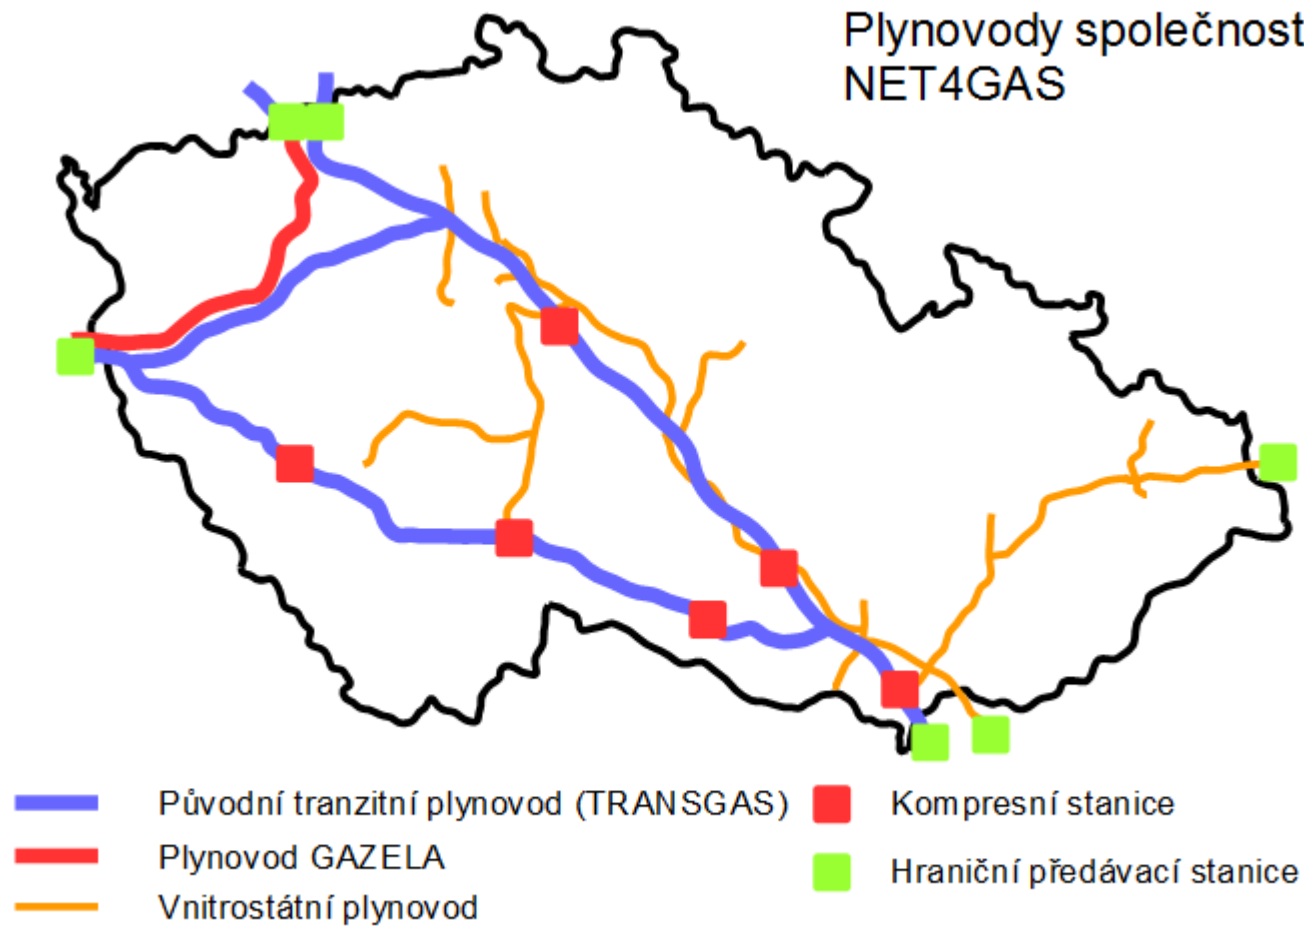 Plynovody společnost
NET4GAS
Původní tranzitní plynovod (TRANSGAS)
Plynovod GAZELA
Vnitrostátní plynovod
Kompresní stanice
Hraniční předávací stanice